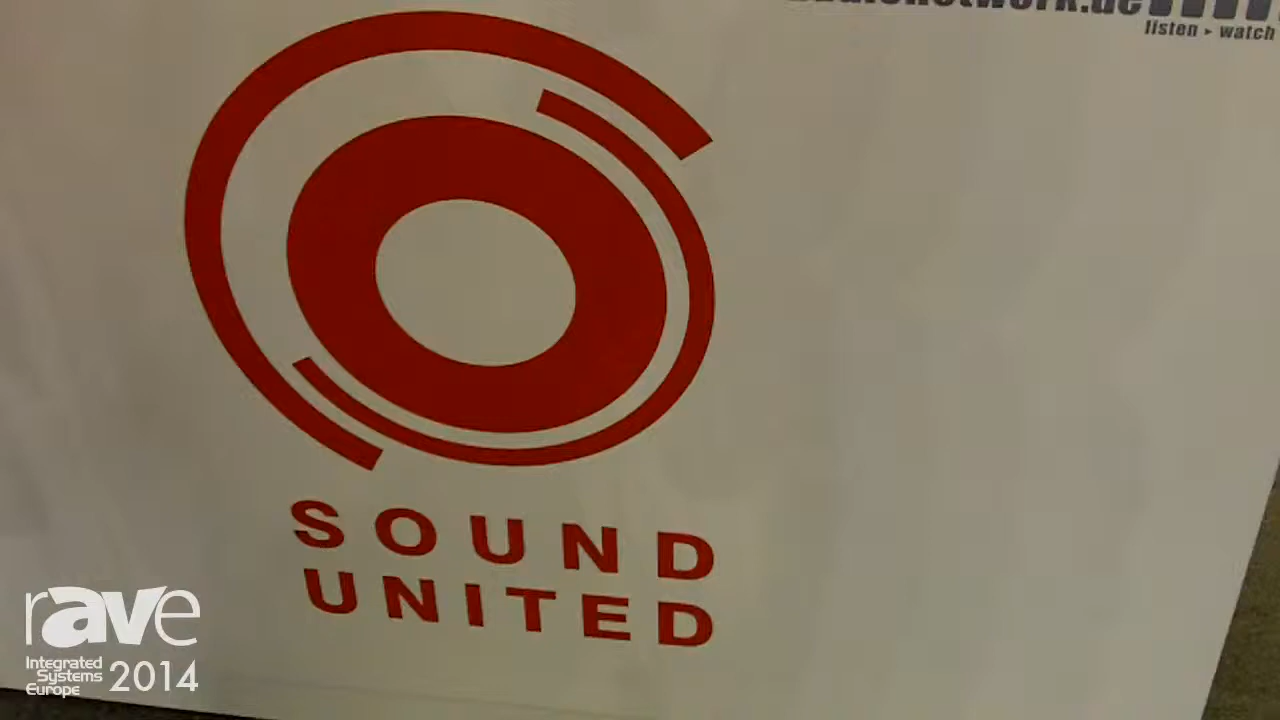 listen ▸ watch
SOUND
UNITED
rAVe
Integrated
Systems
Europe 2014